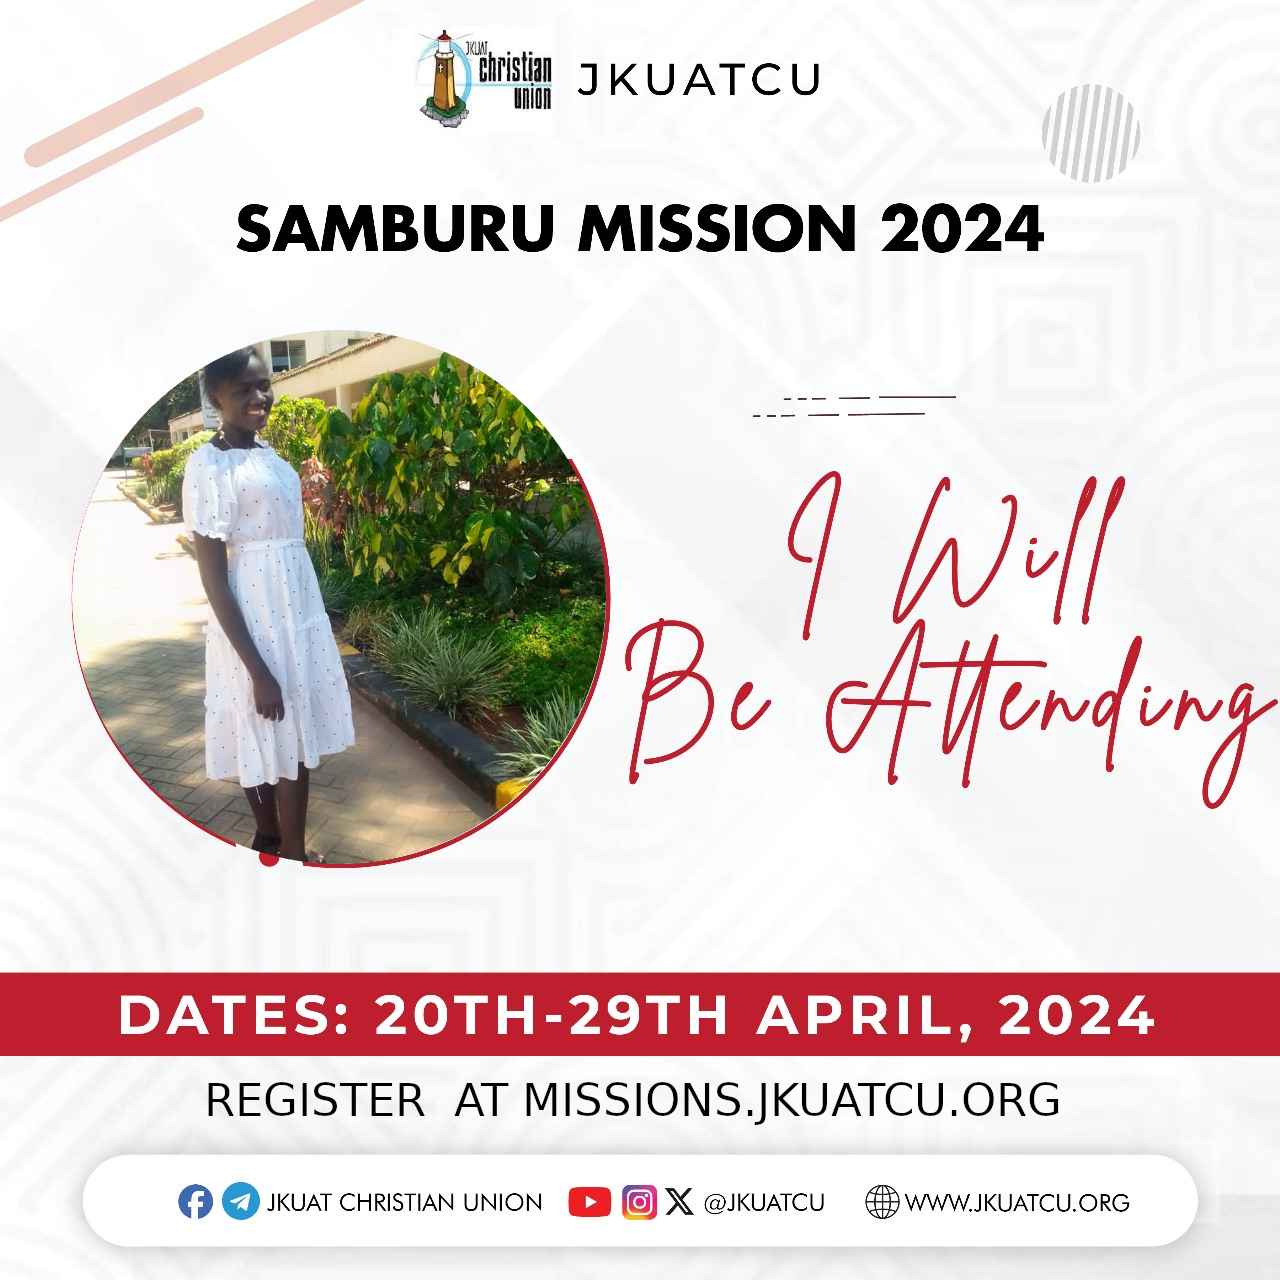 JKUAT
christian
union
JKUATCU
SAMBURU MISSION 2024
I Will
Be Attending
DATES: 20TH-29TH APRIL, 2024
REGISTER  AT MISSIONS.JKUATCU.ORG
JKUAT CHRISTIAN UNION @JKUATCU WWW.JKUATCU.ORG